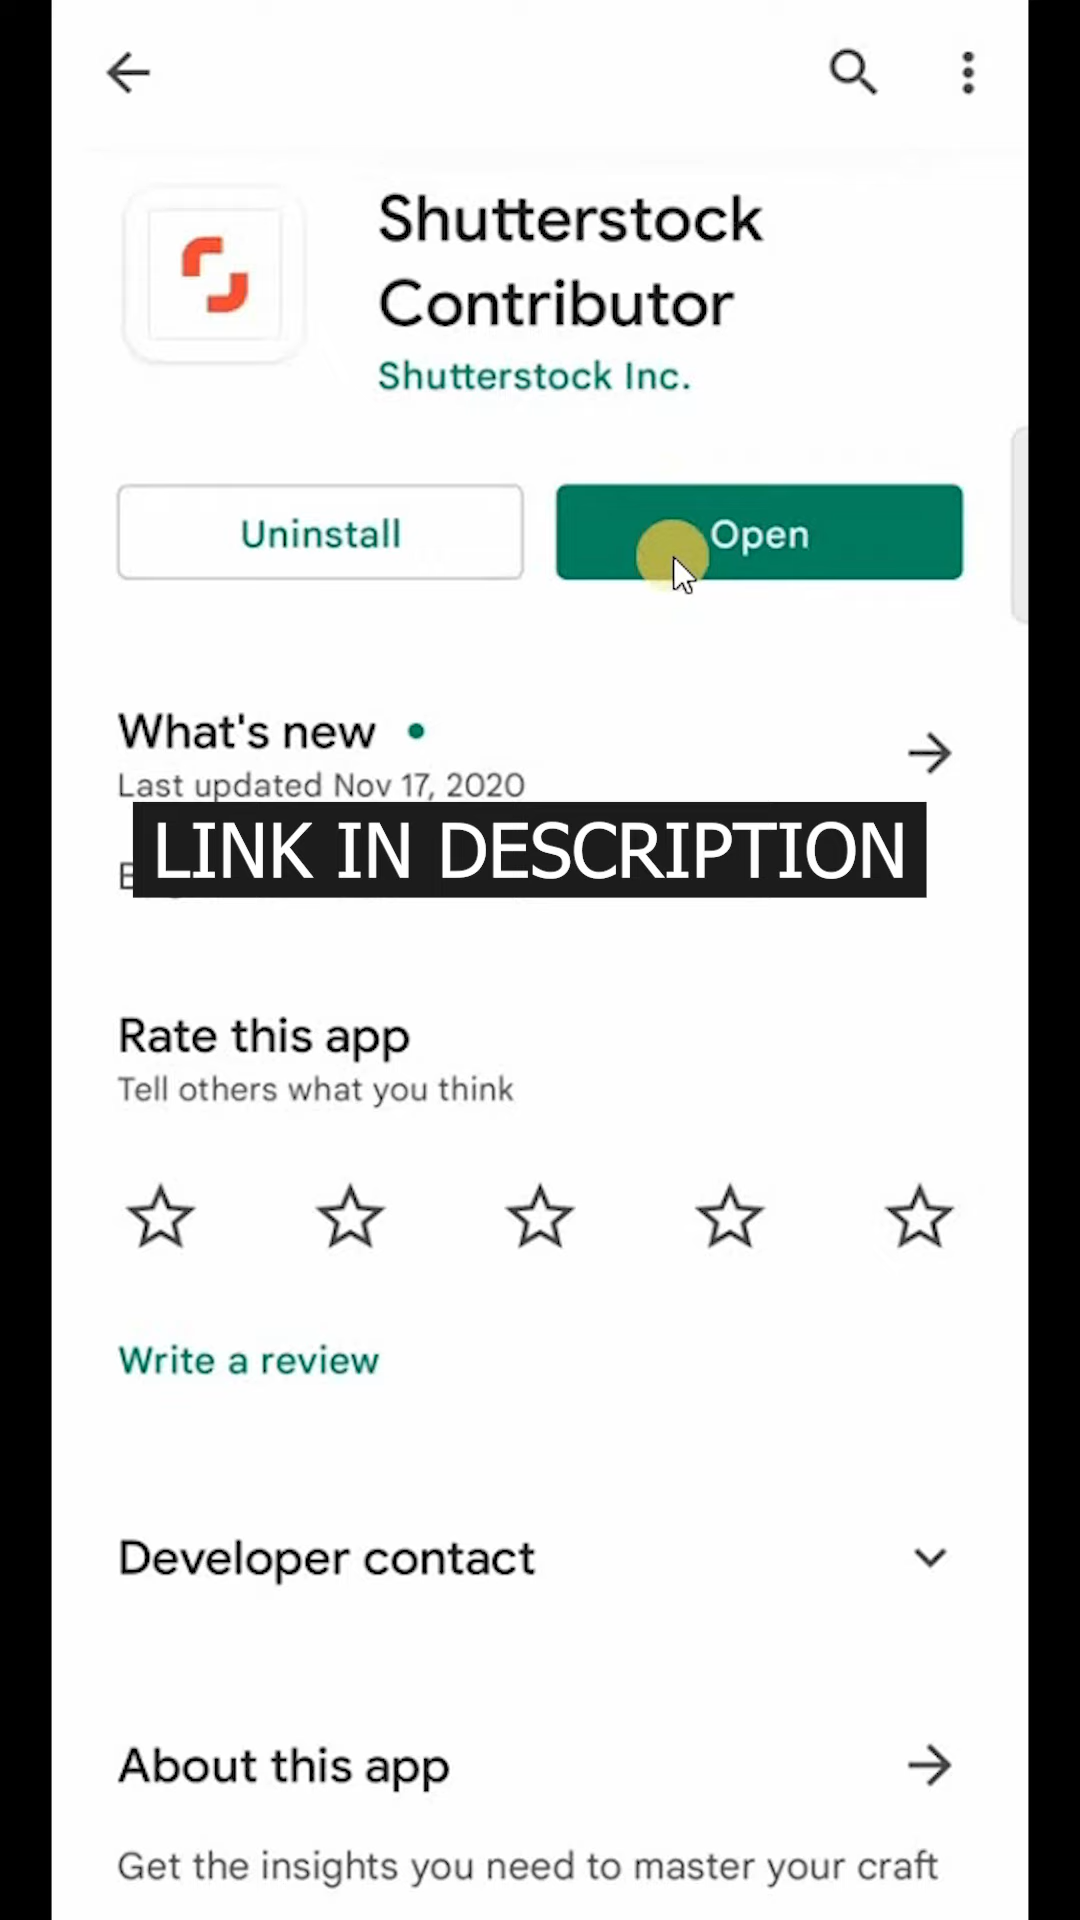 Shutterstock
Contributor
Shutterstock Inc.
Uninstall
Open
What's new
Last updated Nov 17, 2020
LINK IN DESCRIPTION
Rate this app
Tell others what you think
Write a review
Developer contact
About this app
Get the insights you need to master your craft